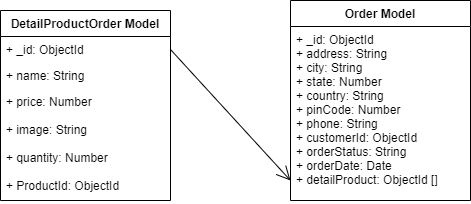 DetailProductOrder Model
+ _id: ObjectId
+ name: String
+ price: Number
+ image: String
+ quantity: Number
+ ProductId: ObjectId
Order Model
+ _id: ObjectId
+ address: String
+ city: String
+ state: Number
+ country: String
+ pinCode: Number
+ phone: String
+ customerId: ObjectId
+ orderStatus: String
+ orderDate: Date
+ detailProduct: ObjectId []